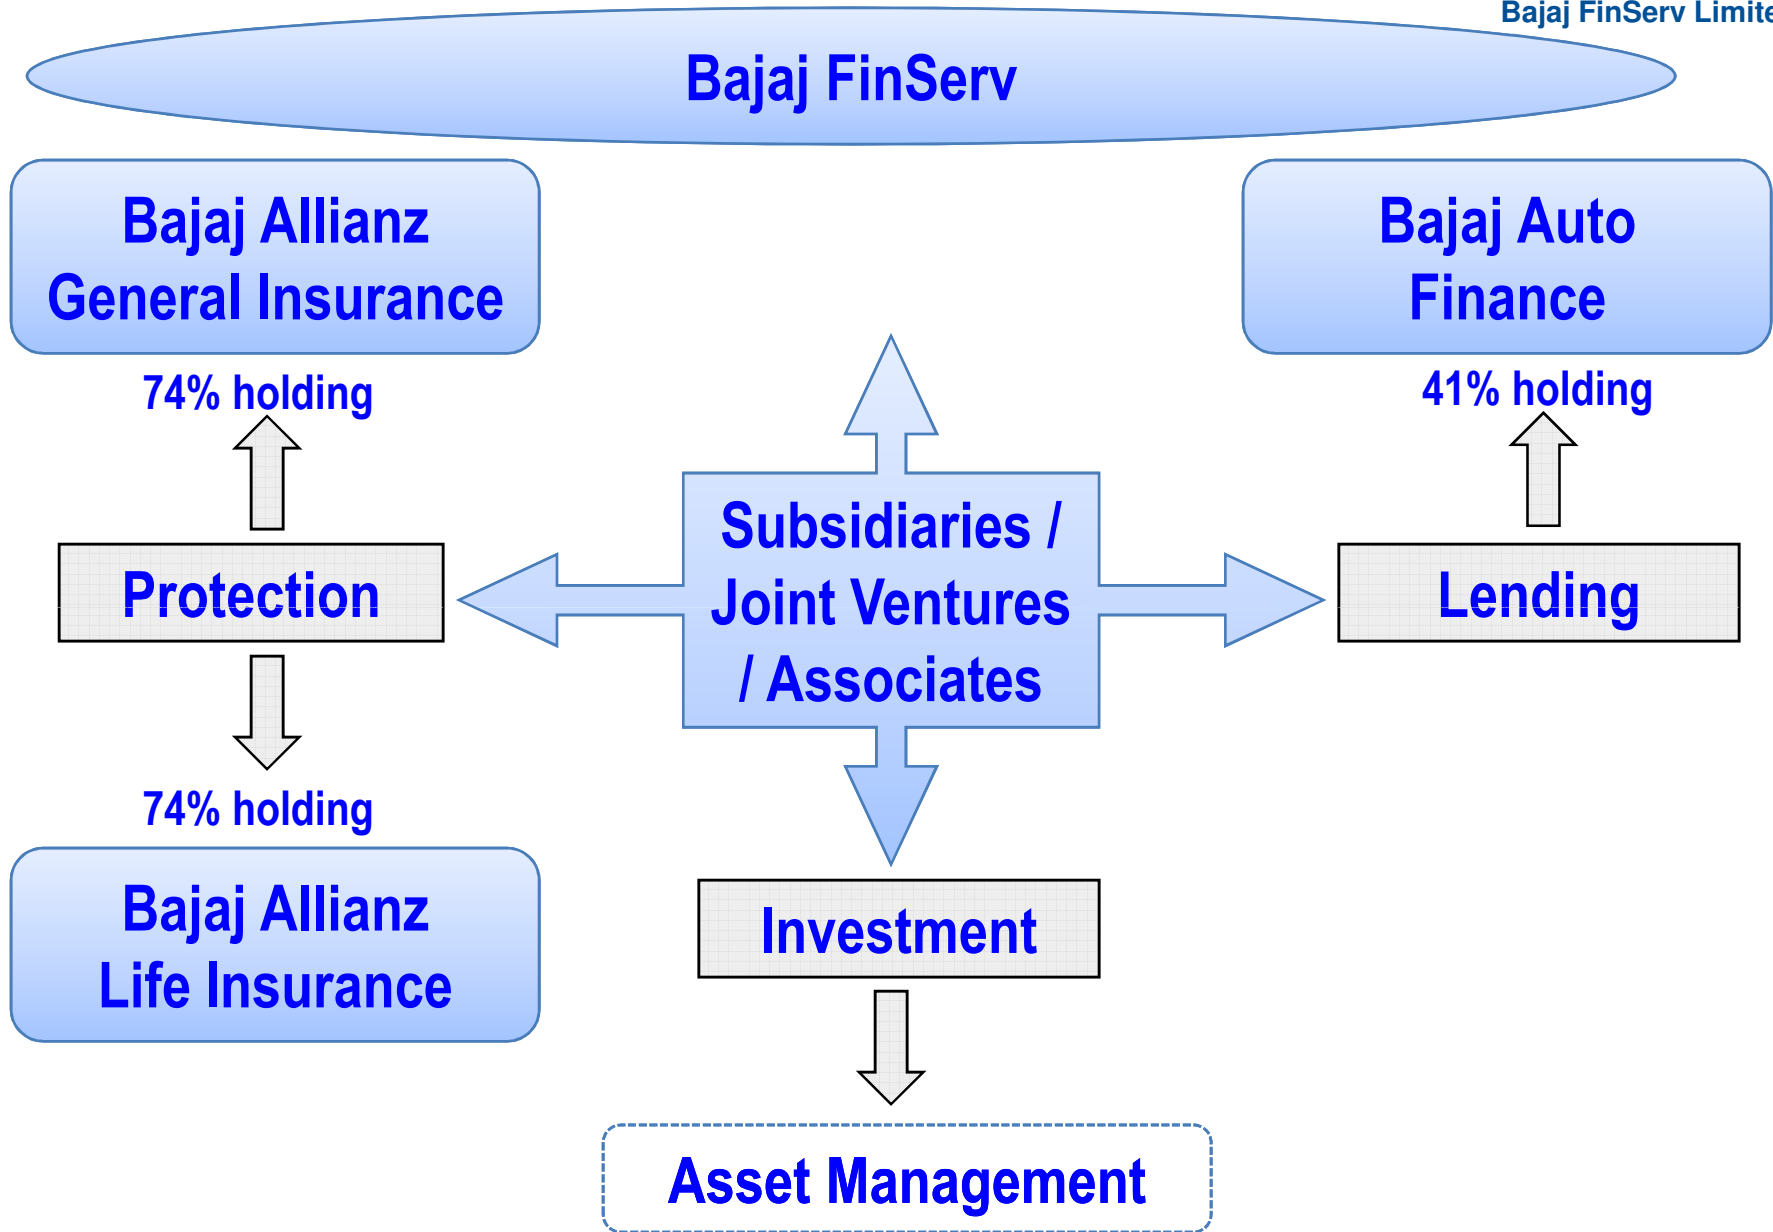 Bajaj FinServ Limite
Bajaj FinServ
Bajaj Allianz
General Insurance
74% holding
Bajaj Auto
Finance
41% holding
Protection
Subsidiaries /
Joint Ventures
/ Associates
Lending
74% holding
Bajaj Allianz
Life Insurance
Investment
Asset Management